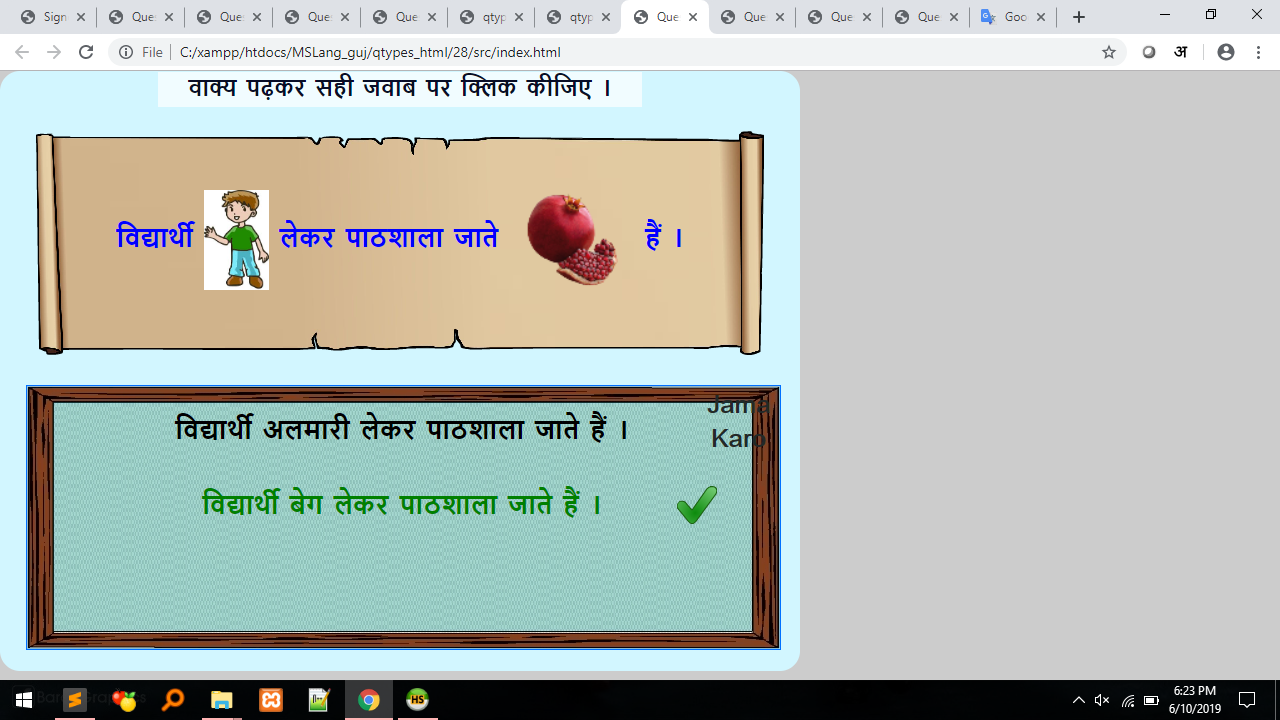 Sign
Que
Que
Que
Que
qtyp
qtyp
Que
Que
Que
Que
Goo
File
C:/xampp/htdocs/MSLang_guj/qtypes_html/28/src/index.html
अ
वाक्य पढ़कर सही जवाब पर क्लिक कीजिए ।
विद्यार्थी लेकर पाठशाला जाते हैं ।
Jama
Karo
विद्यार्थी अलमारी लेकर पाठशाला जाते हैं ।
विद्यार्थी बेग लेकर पाठशाला जाते हैं ।
HS
6:23 PM
6/10/2019